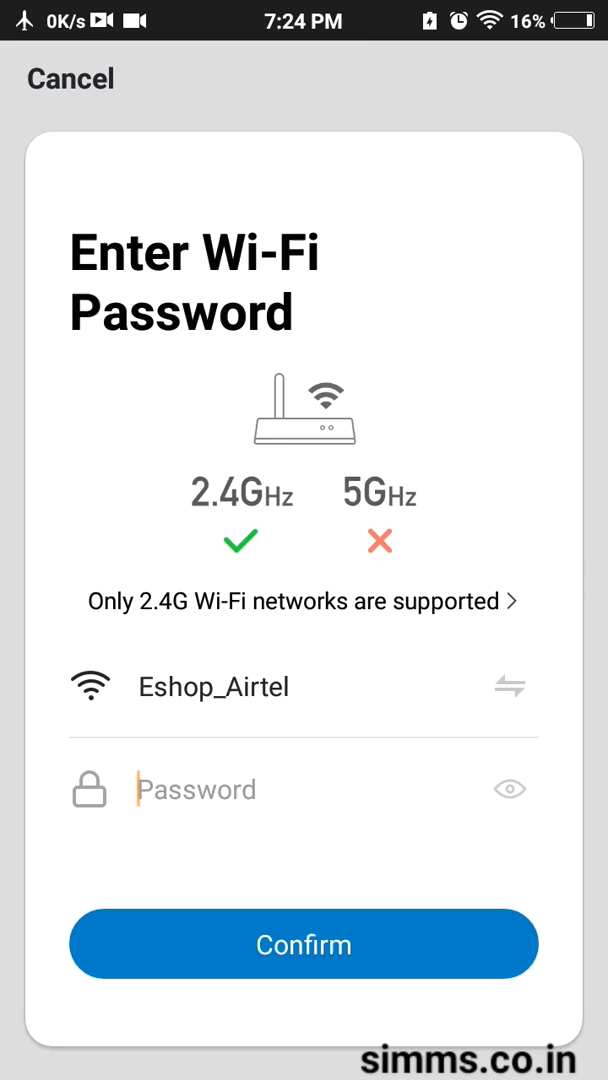 0K/s 7:24 PM 16%
Cancel
Enter Wi-Fi
Password
2.4GHz 5GHz
Only 2.4G Wi-Fi networks are supported
Eshop_Airtel
Password
Confirm
simms.co.in